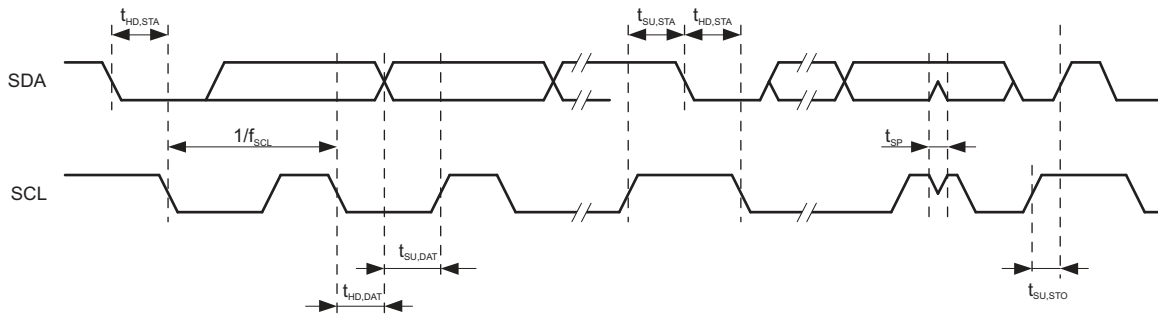 tHD,STA tSU,STA tHD,STA
SDA
1/fSCL tSP
SCL
tSU,DAT
tHD,DAT tSU,STO